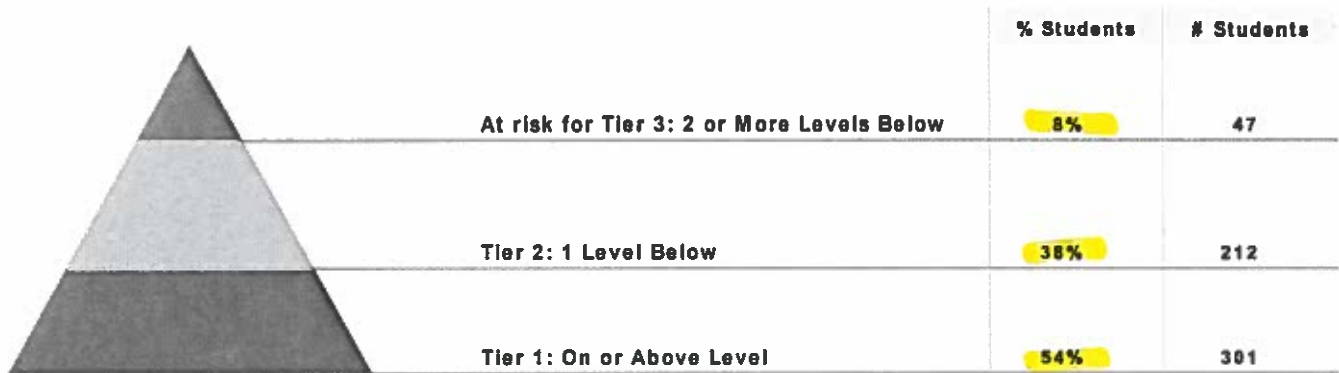 % Students # Students
At risk for Tier 3: 2 or More Levels Below 8% 47
Tier 2: 1 Level Below 38% 212
Tier 1: On or Above Level 54% 301